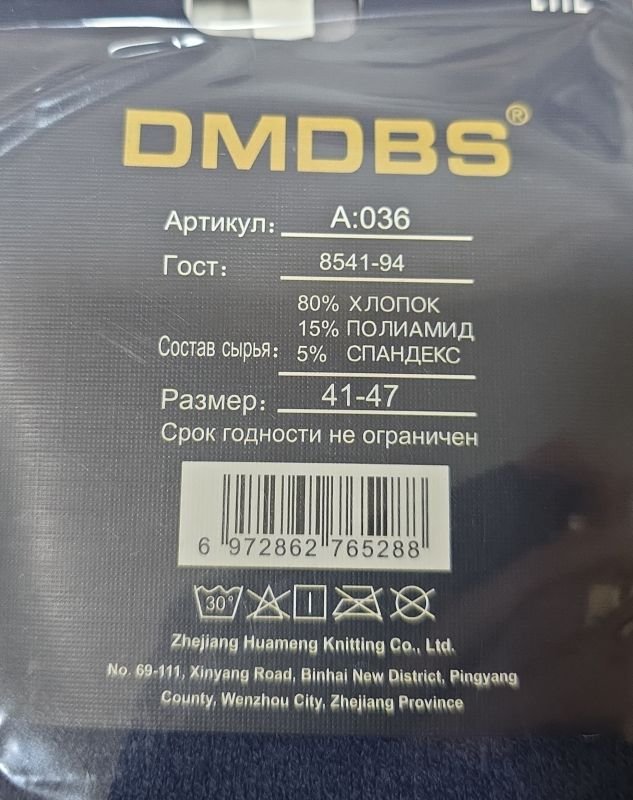 DMDBS®
Артикул: A:036
Гост: 8541-94
80% ХЛОПОК
15% ПОЛИАМИД
Состав сырья: 5% СПАНДЕКС
Размер: 41-47
Срок годности не ограничен
6 972862 765288
30°
Zhejiang Huameng Knitting Co., Ltd.
No. 69-111, Xinyang Road, Binhai New District, Pingyang
County, Wenzhou City, Zhejiang Province